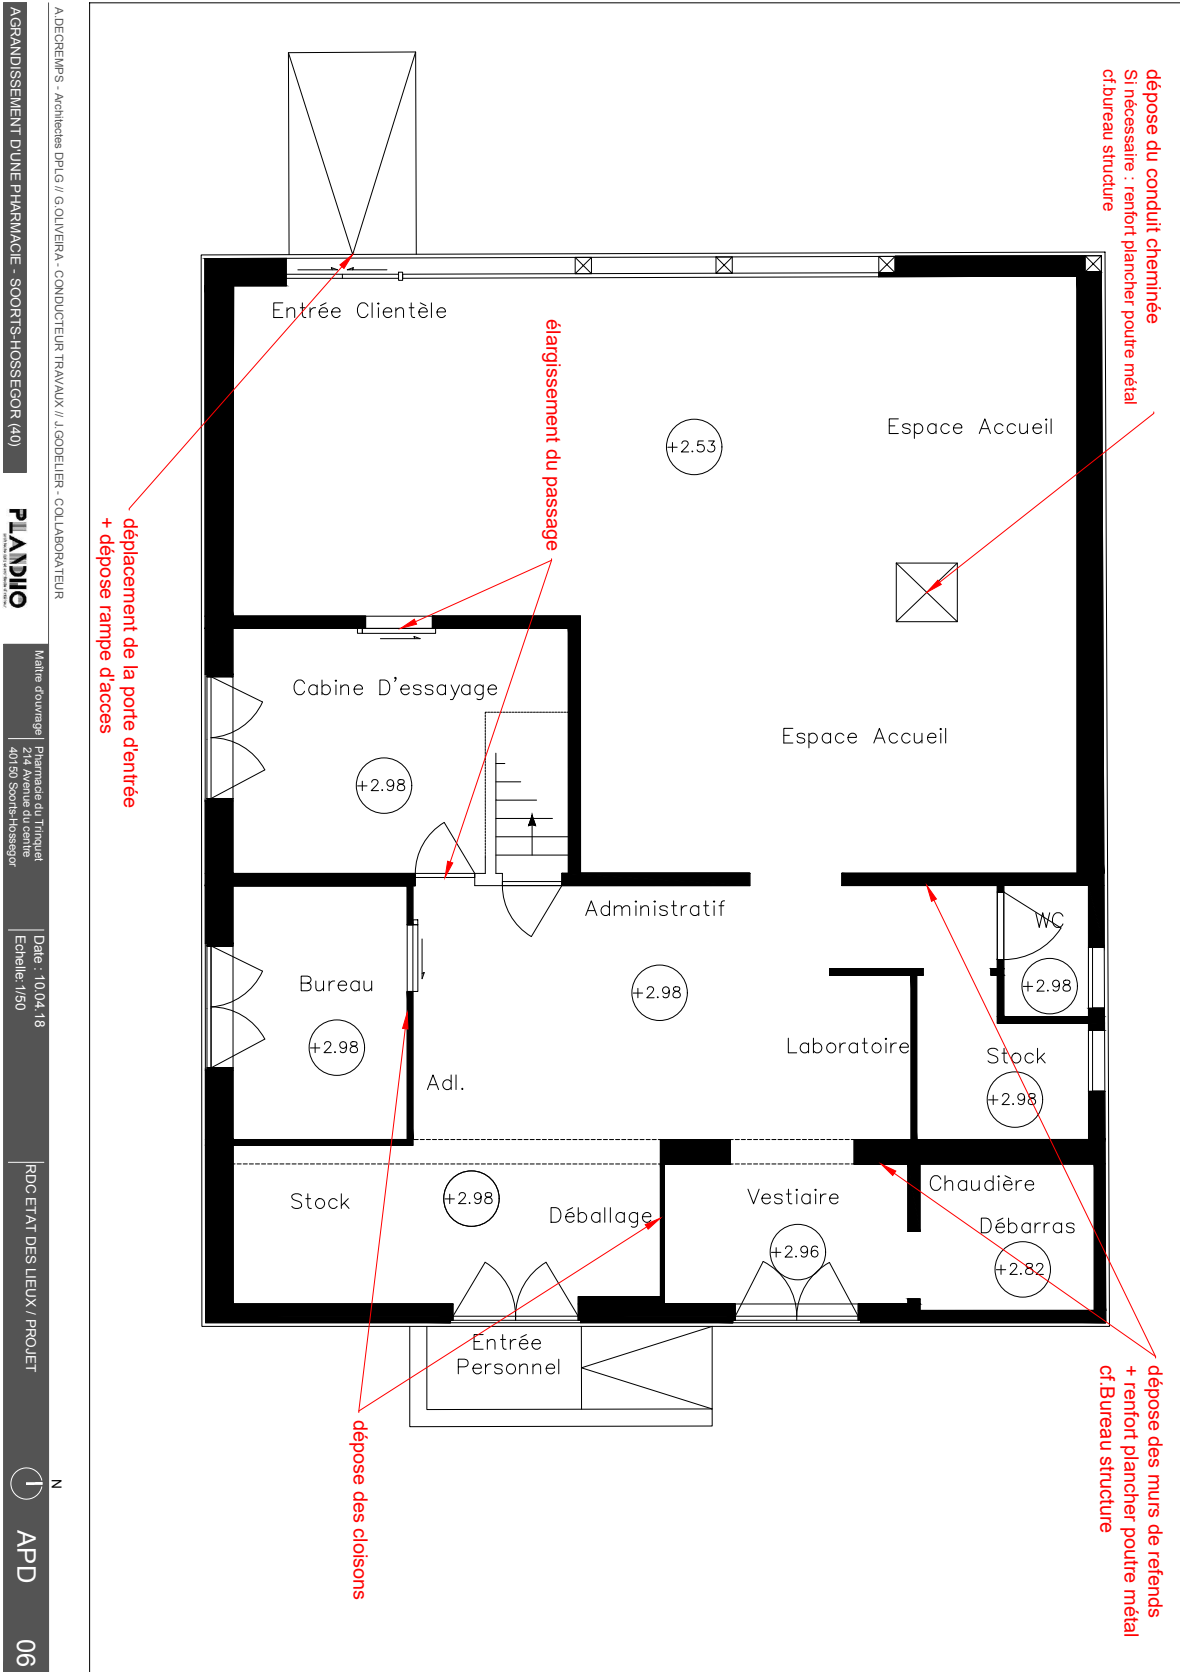 dépose du conduit cheminée
Si nécessaire : renfort plancher poutre métal
cf.bureau structure
Entrée Clientèle
élargissement du passage
Espace Accueil
+2.53
déplacement de la porte d'entrée
+ dépose rampe d'acces
Cabine D'essayage
+2.98
Espace Accueil
Administratif
WC
+2.98
Bureau
+2.98
+2.98
Laboratoire
Stock
+2.98
Adl.
Stock
+2.98
Déballage
Vestiaire
+2.96
Chaudière
Débarras
+2.82
Entrée
Personnel
dépose des cloisons
dépose des murs de refends
+ renfort plancher poutre métal
cf.Bureau structure
A.DECREMPS - Architectes DPLG // G.OLIVEIRA - CONDUCTEUR TRAVAUX // J.GODELIER - COLLABORATEUR
AGRANDISSEMENT D'UNE PHARMACIE - SOORTS-HOSSEGOR (40)
PLANDHO
Maître d'ouvrage
Pharmacie du Trinquet
214 Avenue du centre
40150 Soorts-Hossegor
Date : 10.04.18
Echelle:1/50
RDC ETAT DES LIEUX / PROJET
N
APD
06